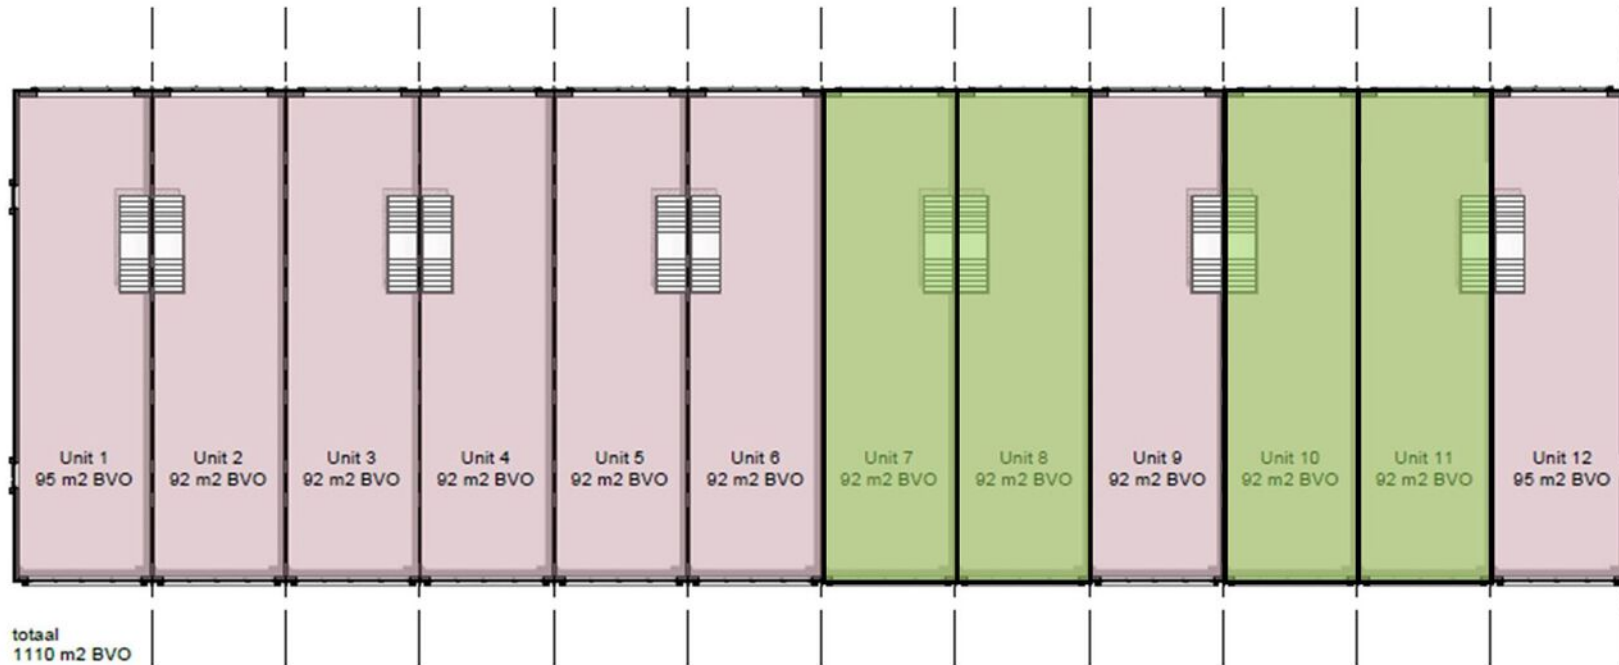 Unit 1
95 m2 BVO
Unit 2
92 m2 BVO
Unit 3
92 m2 BVO
Unit 4
92 m2 BVO
Unit 5
92 m2 BVO
Unit 6
92 m2 BVO
Unit 7
92 m2 BVO
Unit 8
92 m2 BVO
Unit 9
92 m2 BVO
Unit 10
92 m2 BVO
Unit 11
92 m2 BVO
Unit 12
95 m2 BVO
totaal
1110 m2 BVO